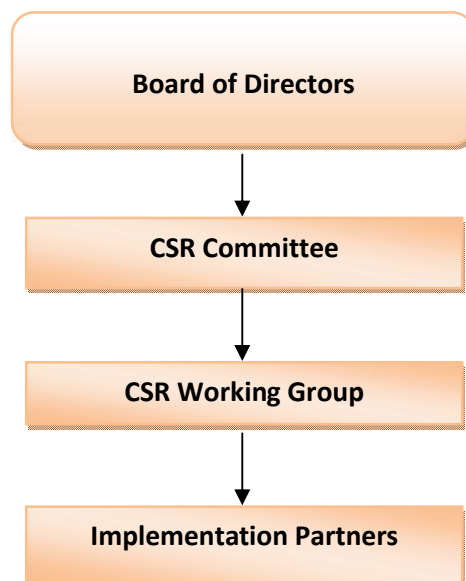 Board of Directors
CSR Committee
CSR Working Group
Implementation Partners